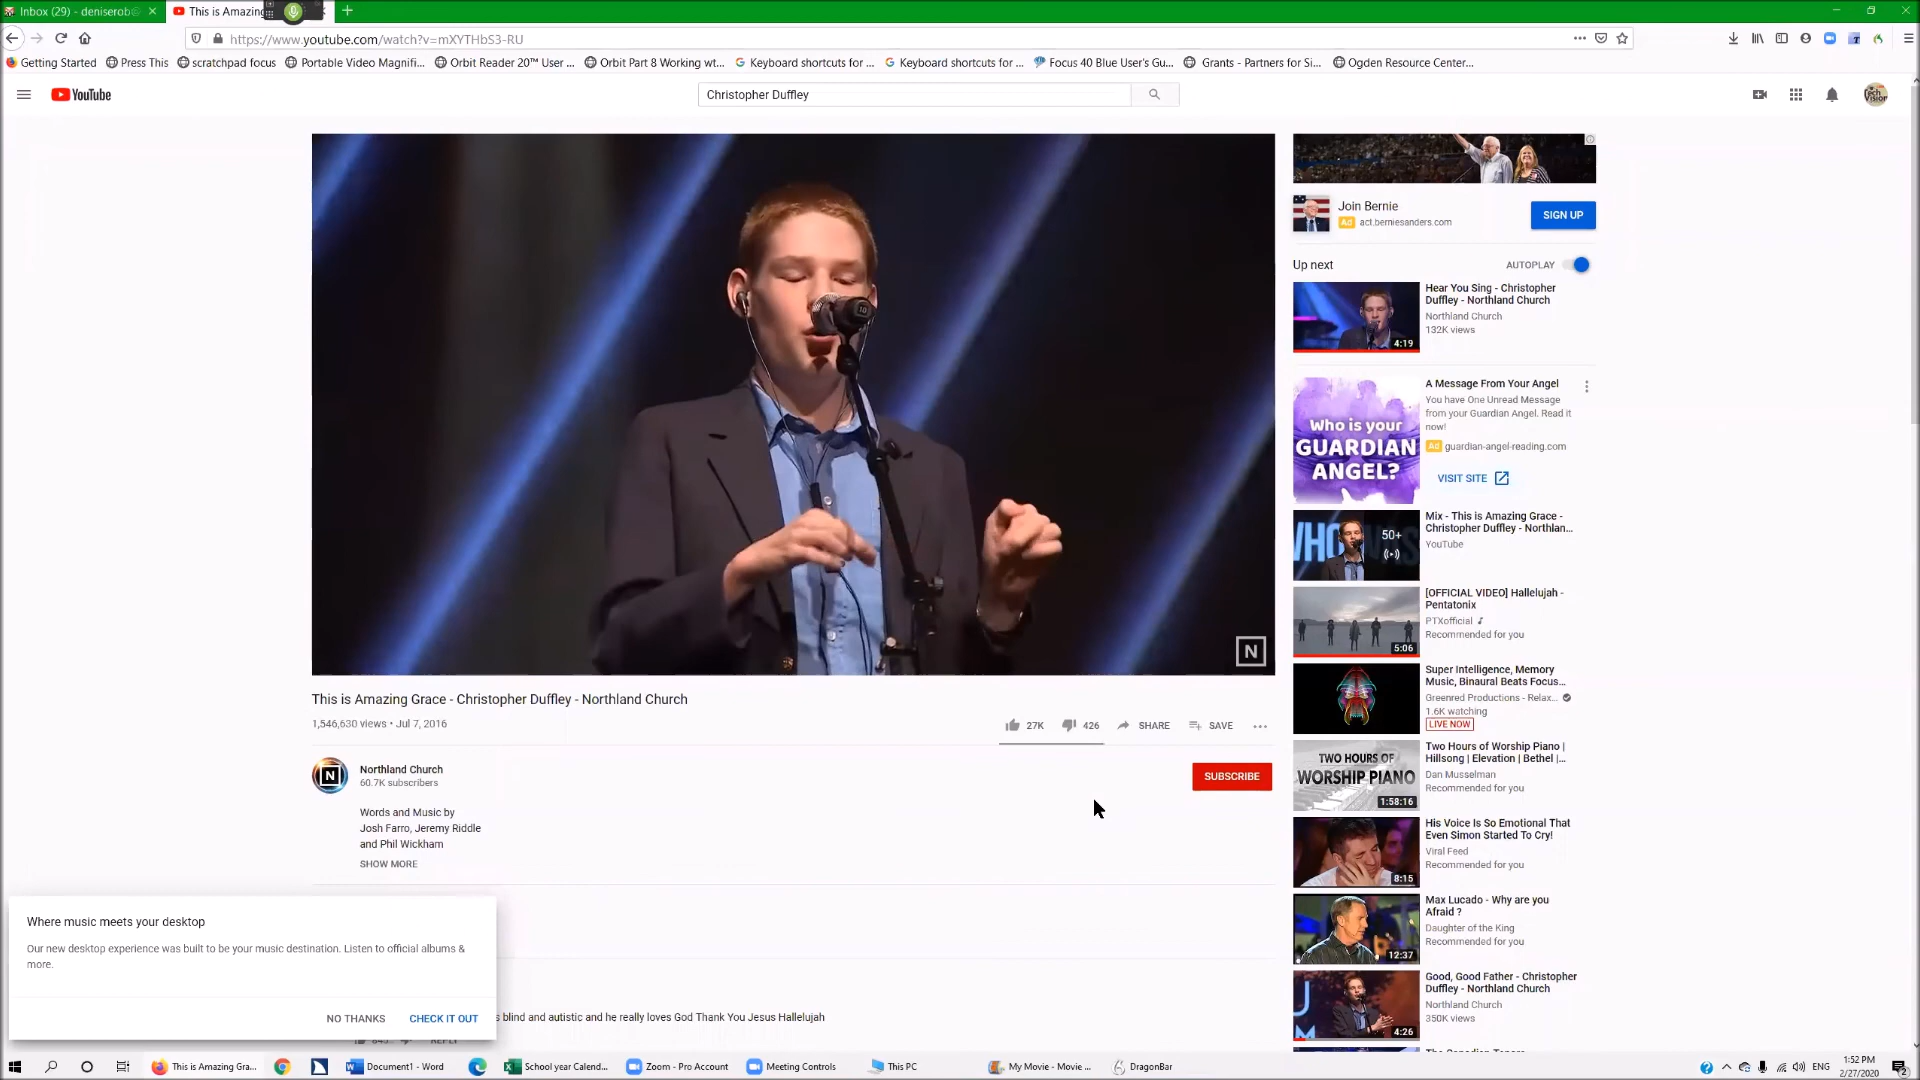 Inbox (29) - deniserob
This is Amazing
https://www.youtube.com/watch?v=mXYTHbS3-RU
Getting Started
Press This
scratchpad focus
Portable Video Magnifi...
Orbit Reader 20™ User ...
Orbit Part 8 Working wt...
Keyboard shortcuts for ...
Keyboard shortcuts for ...
Focus 40 Blue User's Gu...
Grants - Partners for Si...
Ogden Resource Center...
YouTube
Christopher Duffley
N
This is Amazing Grace - Christopher Duffley - Northland Church
1,546,630 views • Jul 7, 2016
27K
426
SHARE
SAVE
N
Northland Church
60.7K subscribers
SUBSCRIBE
Words and Music by
Josh Farro, Jeremy Riddle
and Phil Wickham
SHOW MORE
Where music meets your desktop
Our new desktop experience was built to be your music destination. Listen to official albums &
more.
NO THANKS
CHECK IT OUT
s blind and autistic and he really loves God Thank You Jesus Hallelujah
REPLY
Join Bernie
Ad act.berniesanders.com
SIGN UP
Up next
AUTOPLAY
4:19
Hear You Sing - Christopher
Duffley - Northland Church
Northland Church
132K views
Who is your
GUARDIAN
ANGEL?
A Message From Your Angel
You have One Unread Message
from your Guardian Angel. Read it
now!
Ad guardian-angel-reading.com
VISIT SITE
50+
Mix - This is Amazing Grace -
Christopher Duffley - Northlan...
YouTube
5:06
[OFFICIAL VIDEO] Hallelujah -
Pentatonix
PTXofficial
Recommended for you
Super Intelligence, Memory
Music, Binaural Beats Focus...
Greenred Productions - Relax...
1.6K watching
LIVE NOW
TWO HOURS OF
WORSHIP PIANO
1:58:16
Two Hours of Worship Piano |
Hillsong | Elevation | Bethel |...
Dan Musselman
Recommended for you
8:15
His Voice Is So Emotional That
Even Simon Started To Cry!
Viral Feed
Recommended for you
12:37
Max Lucado - Why are you
Afraid ?
Daughter of the King
Recommended for you
4:26
Good, Good Father - Christopher
Duffley - Northland Church
Northland Church
350K views
This is Amazing Gra...
Document1 - Word
School year Calend...
Zoom - Pro Account
Meeting Controls
This PC
My Movie - Movie ...
DragonBar
ENG
1:52 PM
2/27/2020